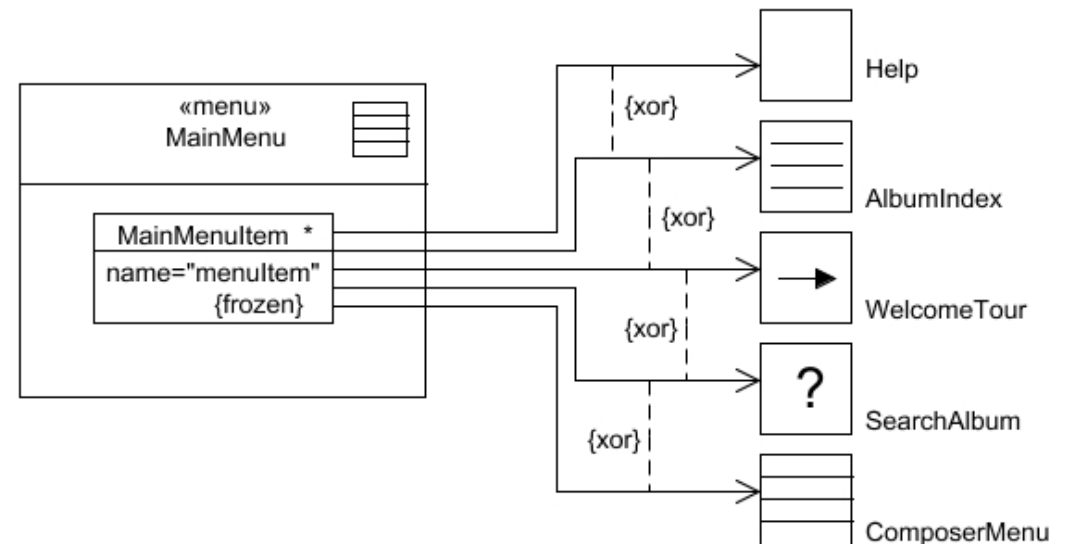 «menu»
MainMenu
MainMenuItem *
name="menuItem"
{frozen}
{xor}
{xor}
{xor}
{xor}
Help
AlbumIndex
WelcomeTour
?
SearchAlbum
ComposerMenu